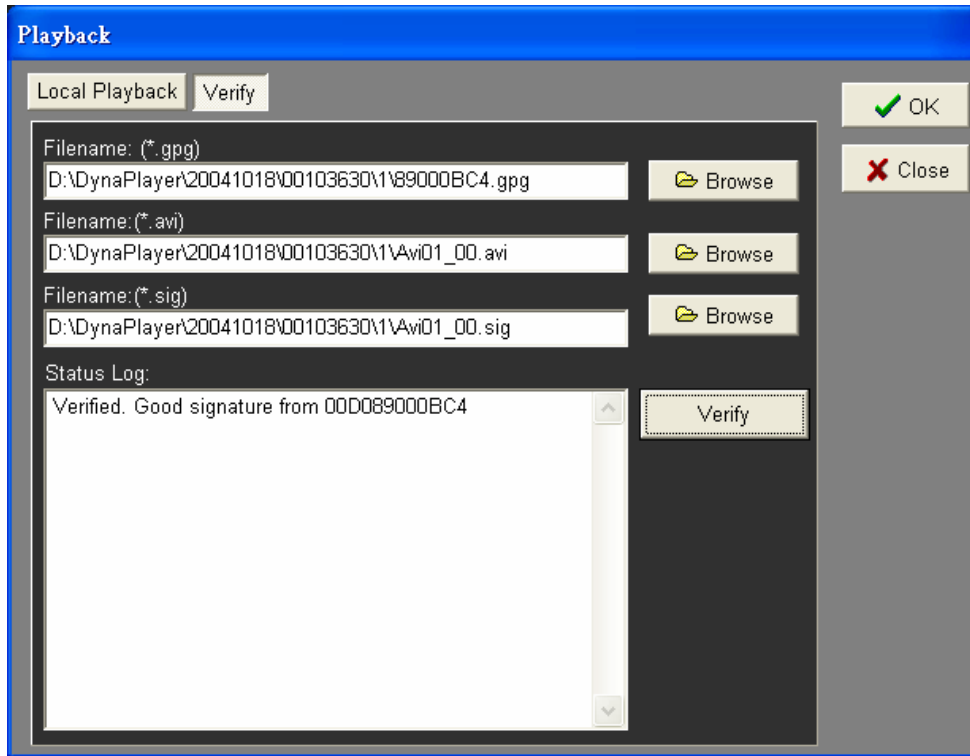 Playback
Local Playback Verify
OK
Close
Filename: (*.gpg)
D:\DynaPlayer\20041018\00103630\1\89000BC4.gpg
Browse
Filename:(*.avi)
D:\DynaPlayer\20041018\00103630\1\Avi01_00.avi
Browse
Filename:(*.sig)
D:\DynaPlayer\20041018\00103630\1\Avi01_00.sig
Browse
Status Log:
Verified. Good signature from 00D089000BC4
Verify